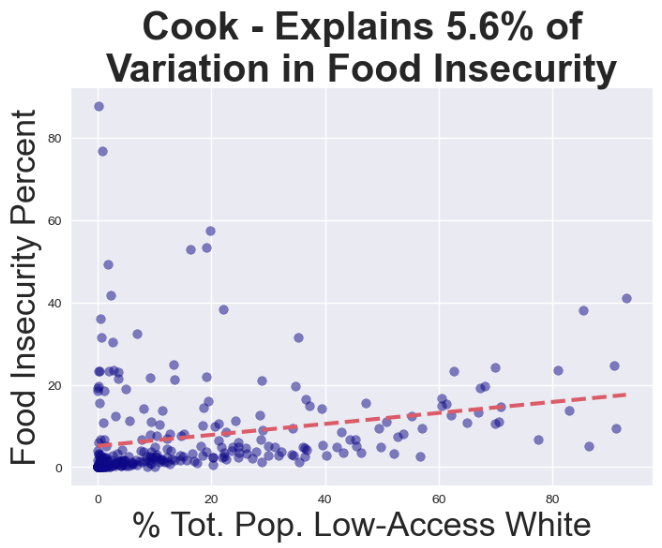 Cook - Explains 5.6% of
Variation in Food Insecurity
Food Insecurity Percent
80
60
40
20
0
0 20 40 60 80
% Tot. Pop. Low-Access White